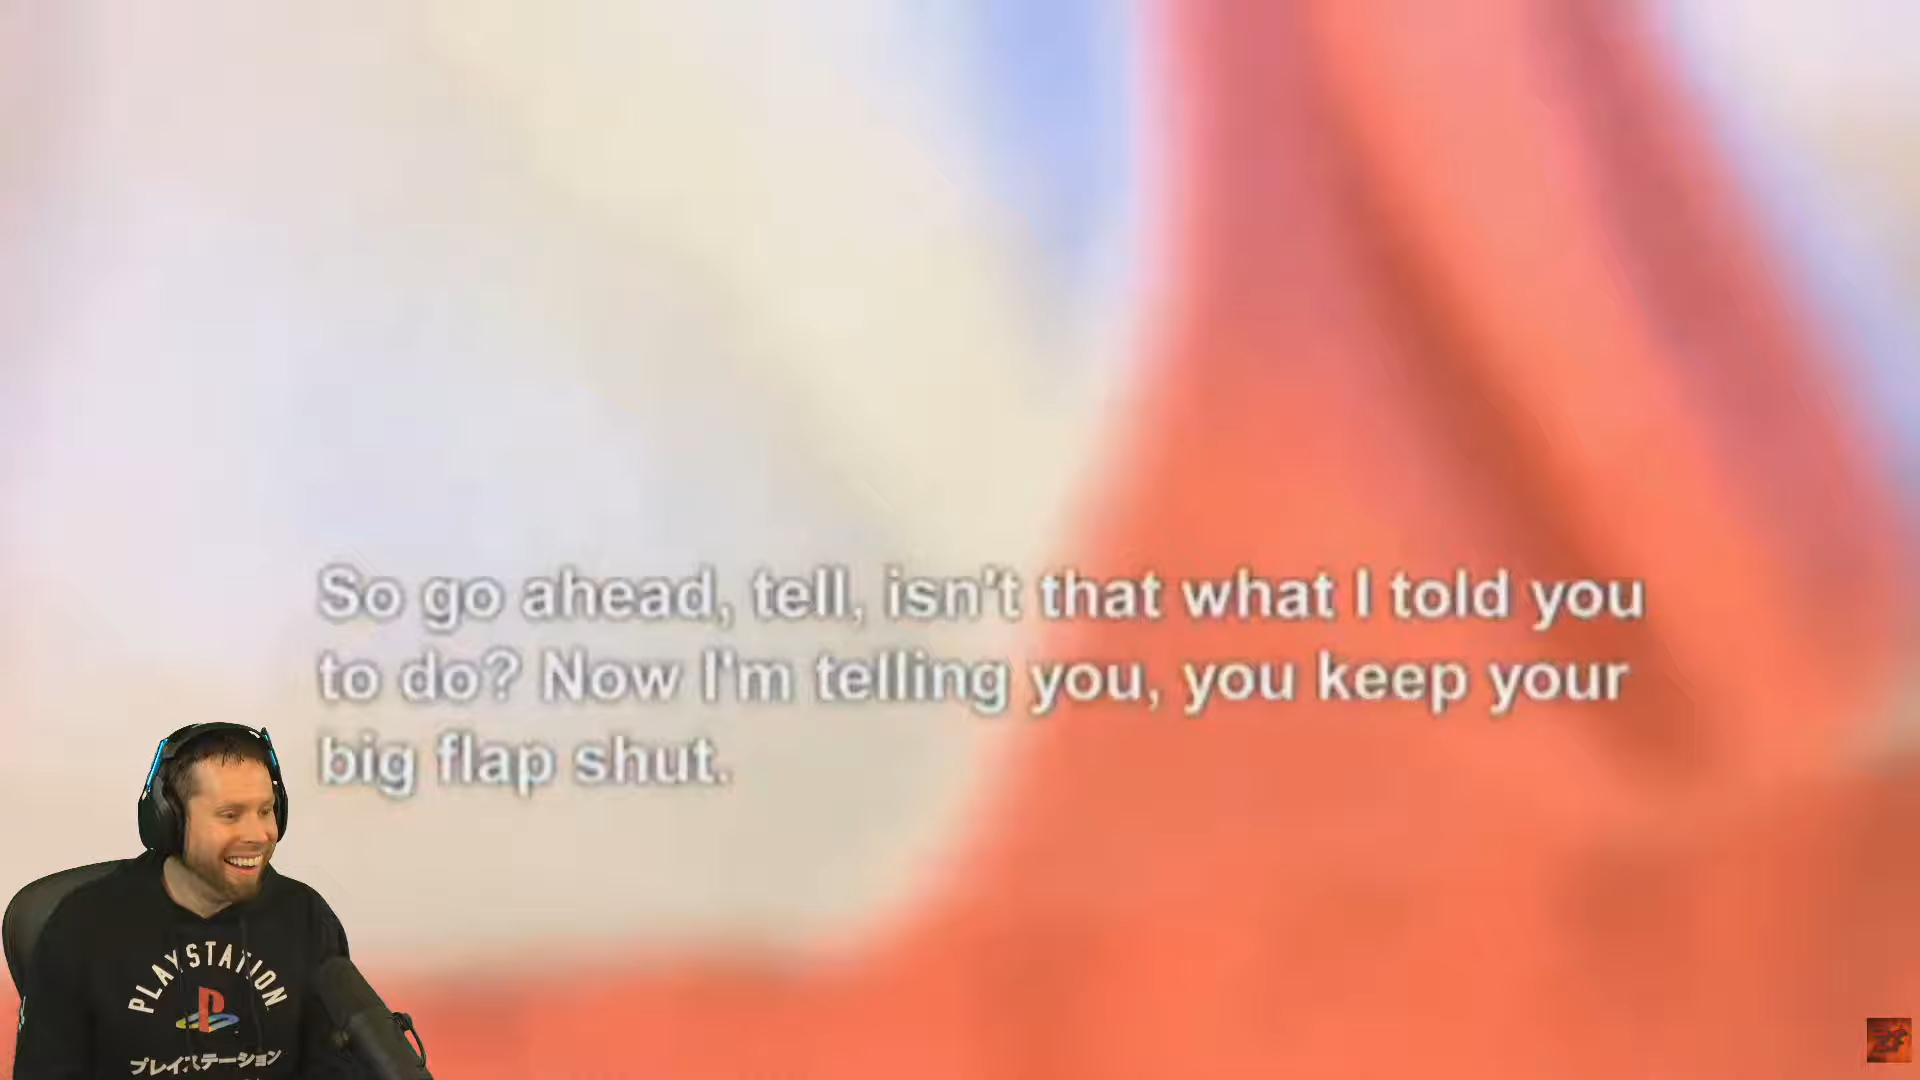 So go ahead, tell, isn't that what I told you
to do? Now I'm telling you, you keep your
big flap shut.
PLAYSTATION
プレイステーション